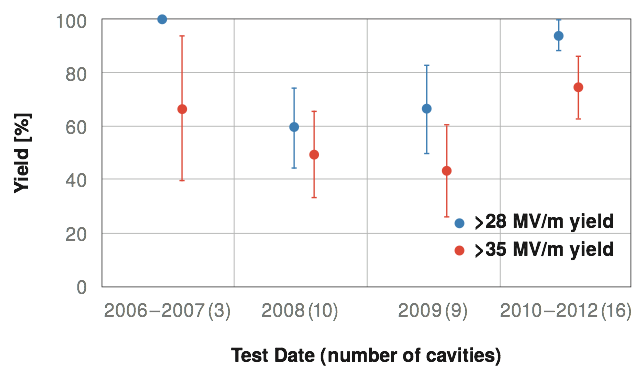 100
80
60
40
20
0
Yield [%]
>28 MV/m yield
>35 MV/m yield
2006–2007(3) 2008(10) 2009(9) 2010–2012(16)
Test Date (number of cavities)